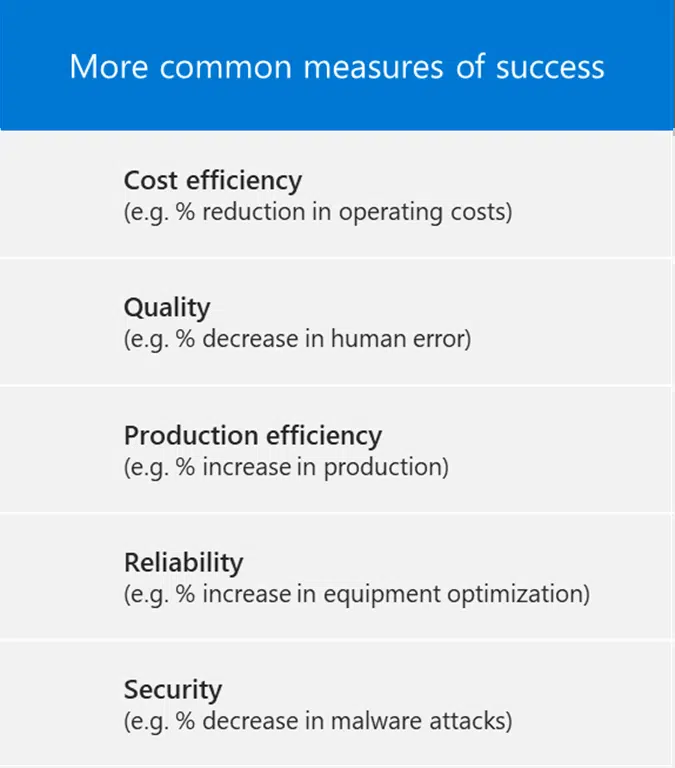 More common measures of success
Cost efficiency
(e.g. % reduction in operating costs)
Quality
(e.g. % decrease in human error)
Production efficiency
(e.g. % increase in production)
Reliability
(e.g. % increase in equipment optimization)
Security
(e.g. % decrease in malware attacks)